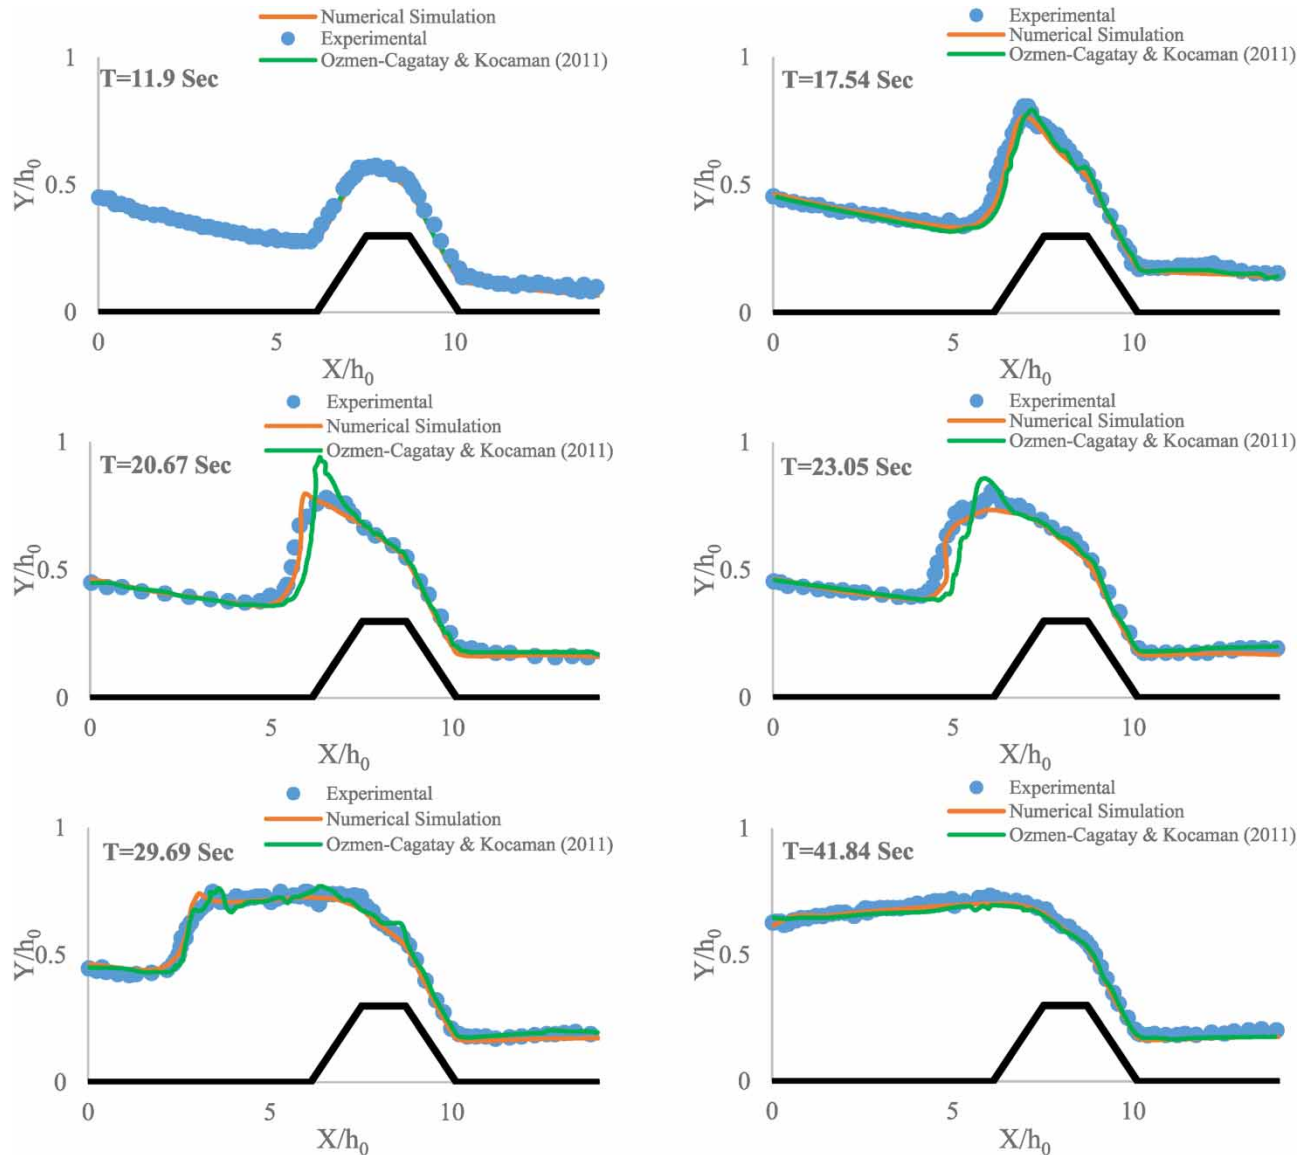 Numerical Simulation
Experimental
Ozmen-Cagatay & Kocaman (2011)
T=11.9 Sec
1
0.5
0
Y/h0
0 5 10
X/h0
Experimental
Numerical Simulation
Ozmen-Cagatay & Kocaman (2011)
T=17.54 Sec
1
0.5
0
Y/h0
0 5 10
X/h0
Experimental
Numerical Simulation
Ozmen-Cagatay & Kocaman (2011)
T=20.67 Sec
1
0.5
0
Y/h0
0 5 10
X/h0
Experimental
Numerical Simulation
Ozmen-Cagatay & Kocaman (2011)
T=23.05 Sec
1
0.5
0
Y/h0
0 5 10
X/h0
Experimental
Numerical Simulation
Ozmen-Cagatay & Kocaman (2011)
T=29.69 Sec
1
0.5
0
Y/h0
0 5 10
X/h0
Experimental
Numerical Simulation
Ozmen-Cagatay & Kocaman (2011)
T=41.84 Sec
1
0.5
0
Y/h0
0 5 10
X/h0